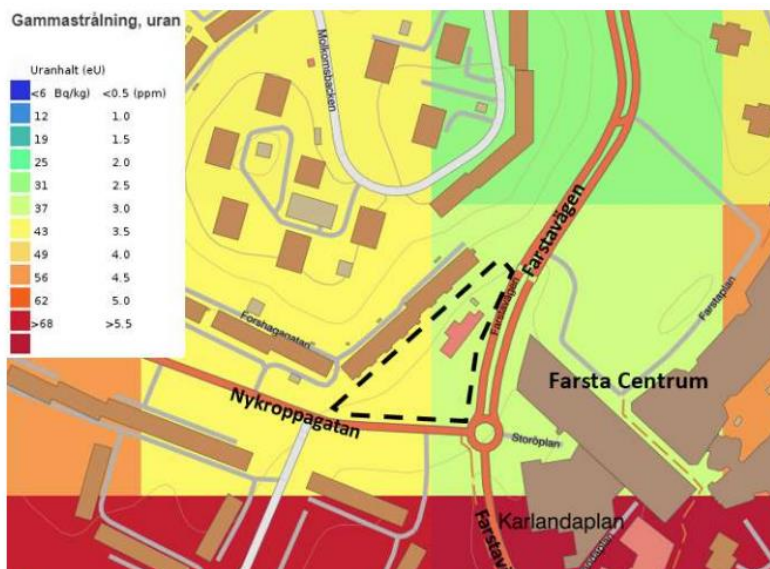 Gammastrålning, uran
Uranhalt (eU)
<6 Bq/kg) <0.5 (ppm)
12 1.0
19 1.5
25 2.0
31 2.5
37 3.0
43 3.5
49 4.0
56 4.5
62 5.0
>68 >5.5
Molkomsbacken
Farstavägen
Farstavägen
Farstaplan
Forshagagatan
Farsta Centrum
Nykroppagatan
Storöplan
Karlandaplan
Farstavä